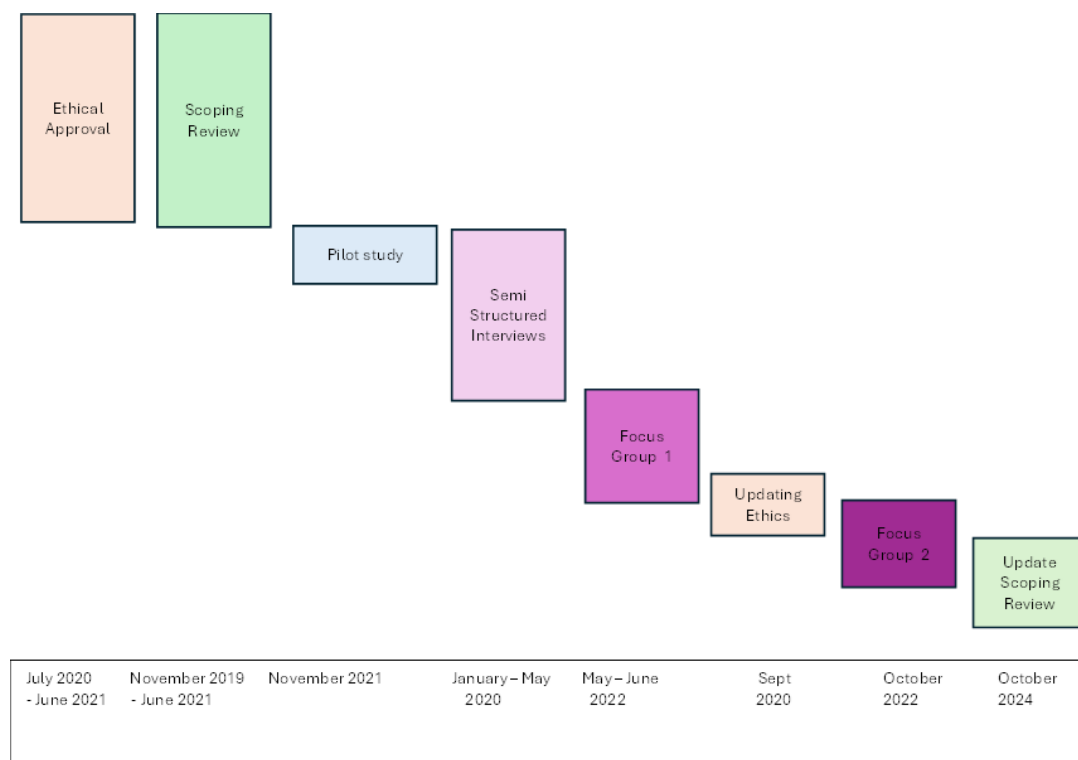 Ethical
Approval
Scoping
Review
Pilot study
Semi
Structured
Interviews
Focus
Group 1
Updating
Ethics
Focus
Group 2
Update
Scoping
Review
July 2020
- June 2021
November 2019
- June 2021
November 2021
January – May
2020
May – June
2022
Sept
2020
October
2022
October
2024